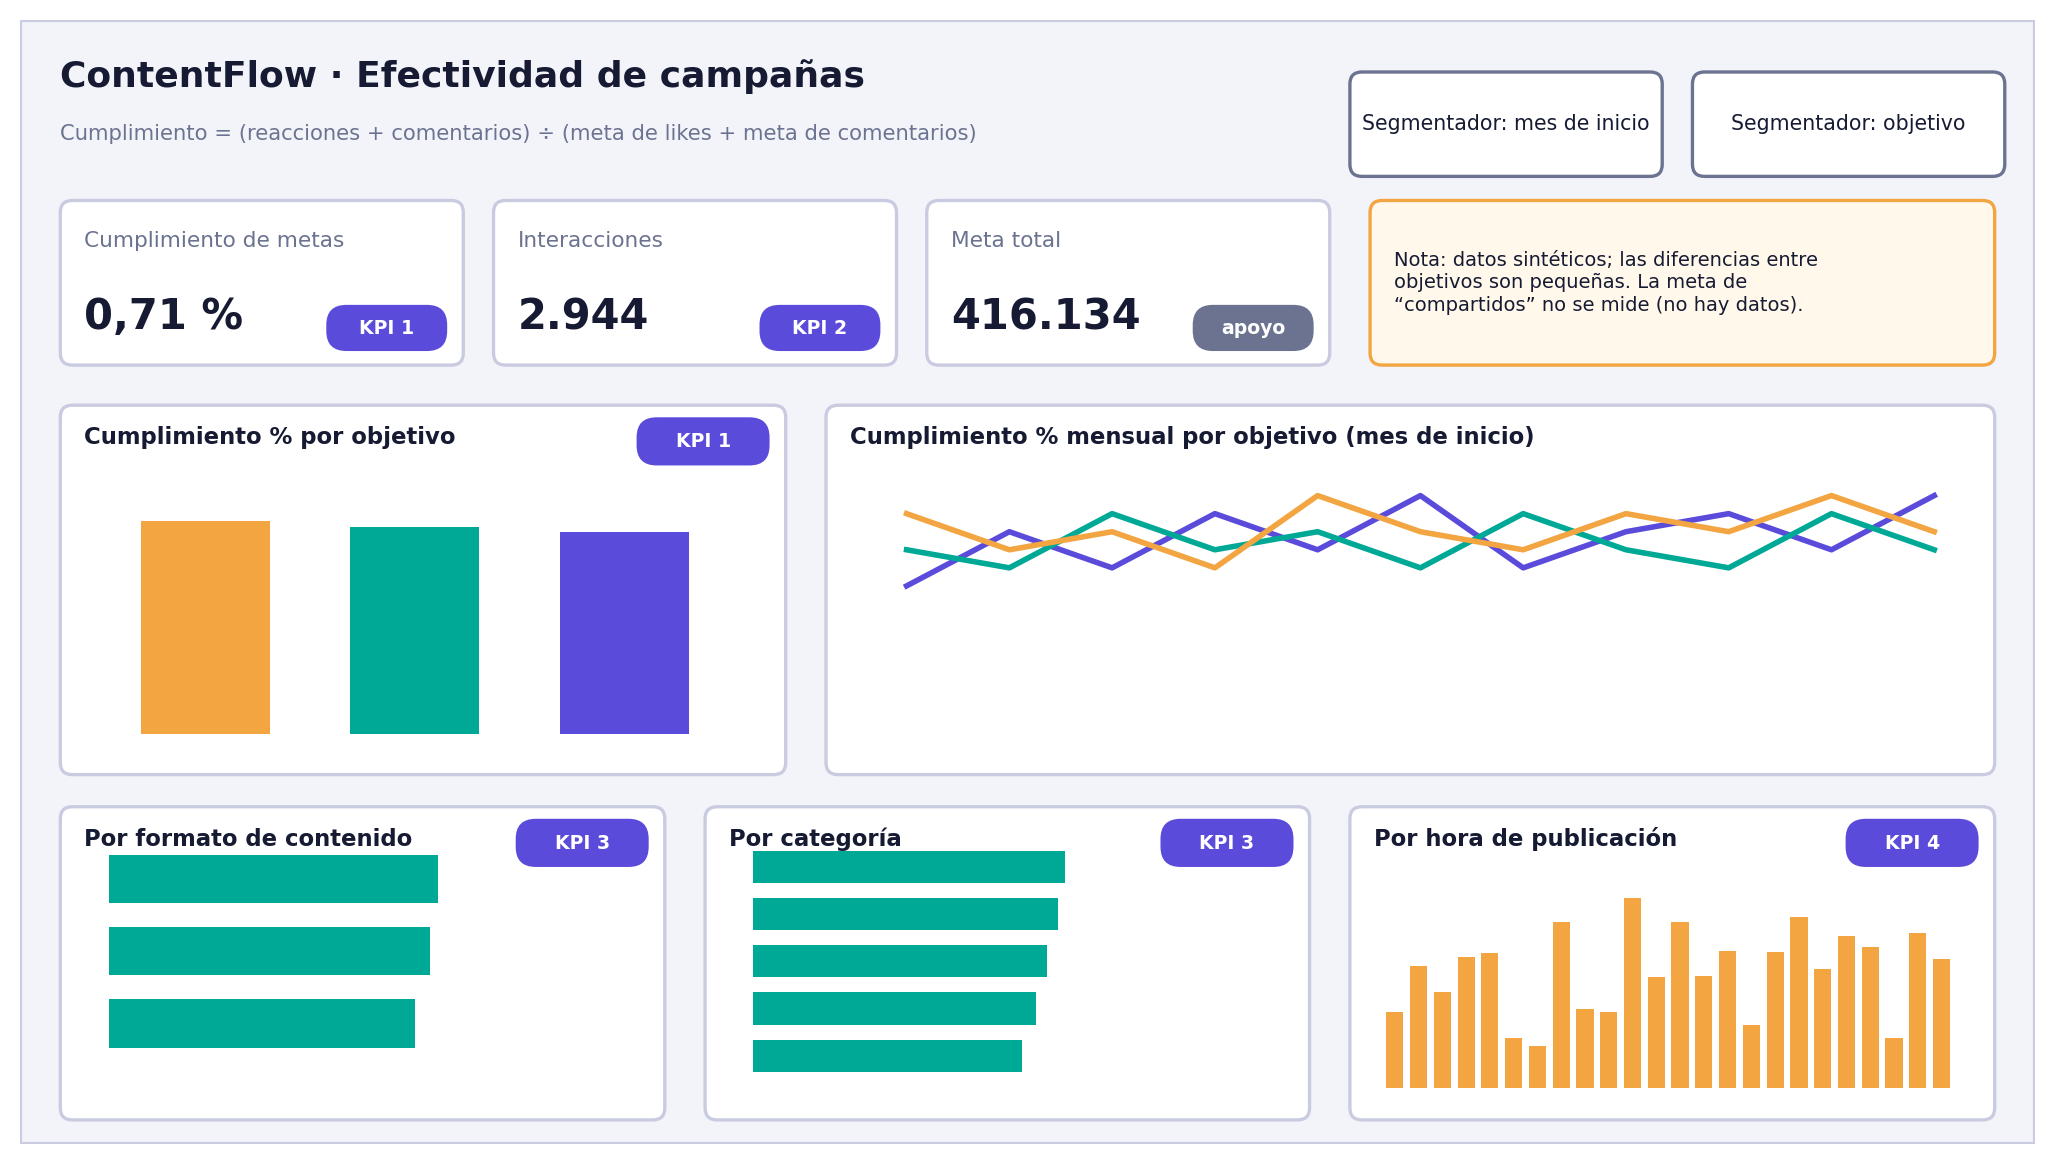 ContentFlow · Efectividad de campañas
Cumplimiento = (reacciones + comentarios) ÷ (meta de likes + meta de comentarios)
Segmentador: mes de inicio
Segmentador: objetivo
Cumplimiento de metas
0,71 %
KPI 1
Interacciones
2.944
KPI 2
Meta total
416.134
apoyo
Nota: datos sintéticos; las diferencias entre
objetivos son pequeñas. La meta de
“compartidos” no se mide (no hay datos).
Cumplimiento % por objetivo
KPI 1
Cumplimiento % mensual por objetivo (mes de inicio)
Por formato de contenido
KPI 3
Por categoría
KPI 3
Por hora de publicación
KPI 4